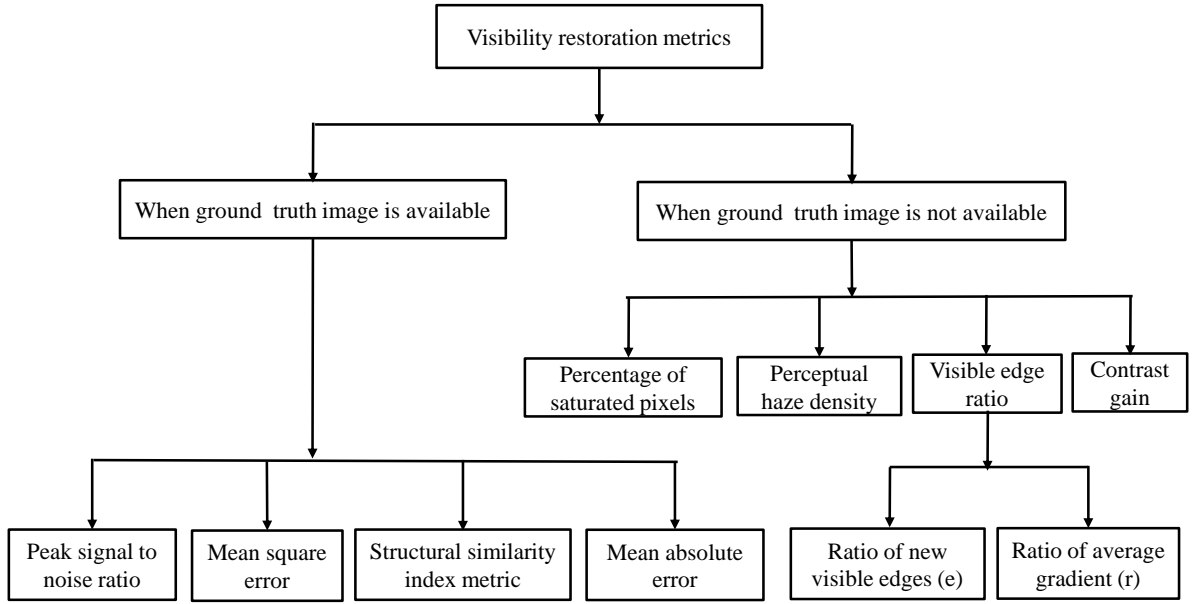 Visibility restoration metrics
When ground truth image is available
When ground truth image is not available
Percentage of
saturated pixels
Perceptual
haze density
Visible edge
ratio
Contrast
gain
Peak signal to
noise ratio
Mean square
error
Structural similarity
index metric
Mean absolute
error
Ratio of new
visible edges (e)
Ratio of average
gradient (r)